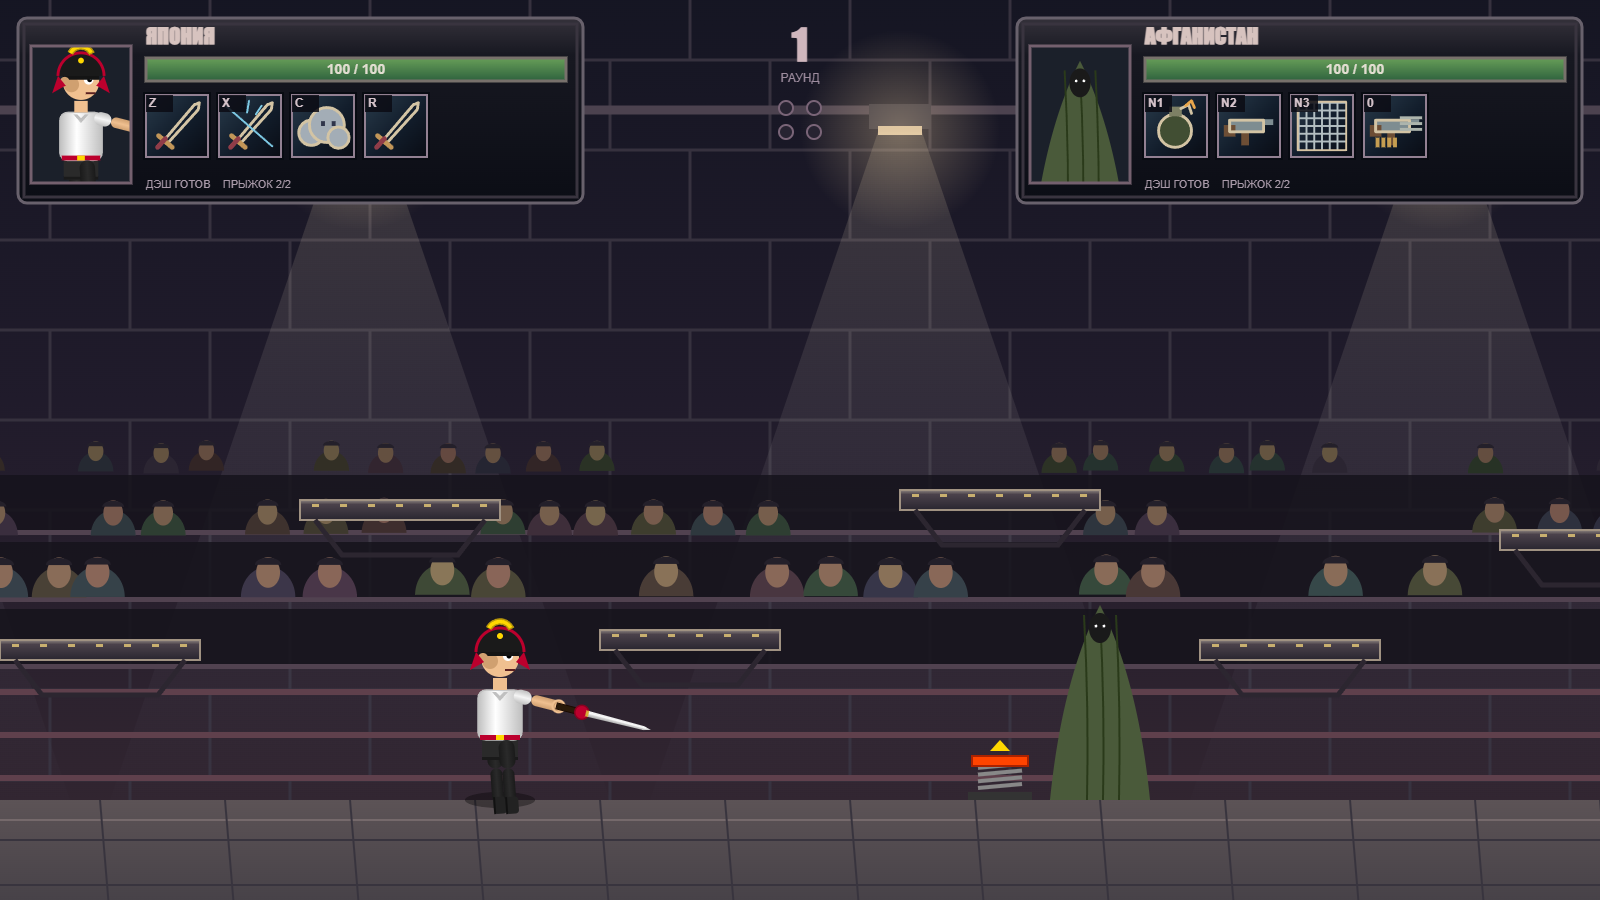 ЯПОНИЯ
100 / 100
Z X C R
ДЭШ ГОТОВ ПРЫЖОК 2/2
1
РАУНД
АФГАНИСТАН
100 / 100
N1 N2 N3 0
ДЭШ ГОТОВ ПРЫЖОК 2/2